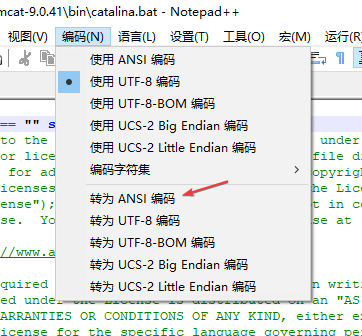 mcat-9.0.41\bin\catalina.bat - Notepad++
视图(V) 编码(N) 语言(L) 设置(T) 工具(O) 宏(M) 运行(R)
使用 ANSI 编码
使用 UTF-8 编码
使用 UTF-8-BOM 编码
使用 UCS-2 Big Endian 编码
使用 UCS-2 Little Endian 编码
编码字符集
转为 ANSI 编码
转为 UTF-8 编码
转为 UTF-8-BOM 编码
转为 UCS-2 Big Endian 编码
转为 UCS-2 Little Endian 编码
== "" s
to the under
or lice file di
for ad opyrigh
icenses the Lice
ense"); t in co
se. Yo se at
//www.a
quired writi
ed under the License is distributed on an "AS
ARRANTIES OR CONDITIONS OF ANY KIND, either e
icense for the specific language governing pe